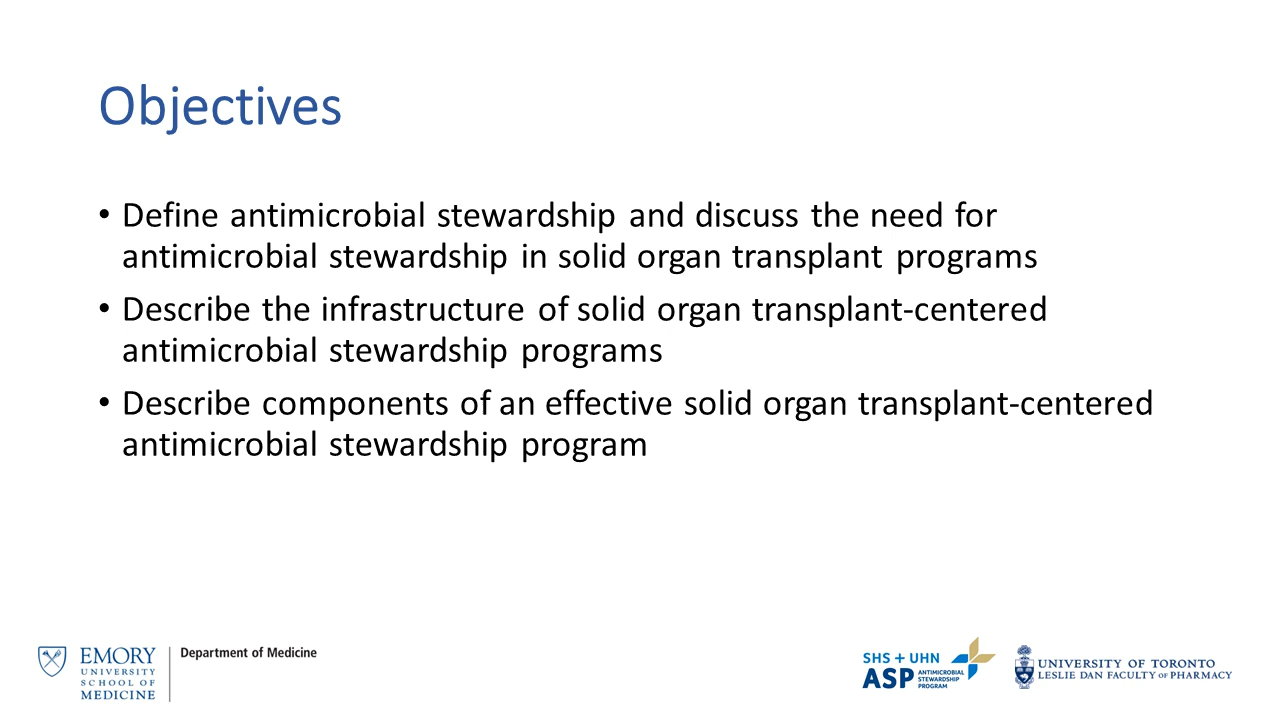 Objectives
• Define antimicrobial stewardship and discuss the need for
antimicrobial stewardship in solid organ transplant programs
• Describe the infrastructure of solid organ transplant-centered
antimicrobial stewardship programs
• Describe components of an effective solid organ transplant-centered
antimicrobial stewardship program
EMORY
UNIVERSITY
SCHOOL OF
MEDICINE
Department of Medicine
SHS + UHN
ASP
ANTIMICROBIAL
STEWARDSHIP
PROGRAM
UNIVERSITY OF TORONTO
LESLIE DAN FACULTY OF PHARMACY